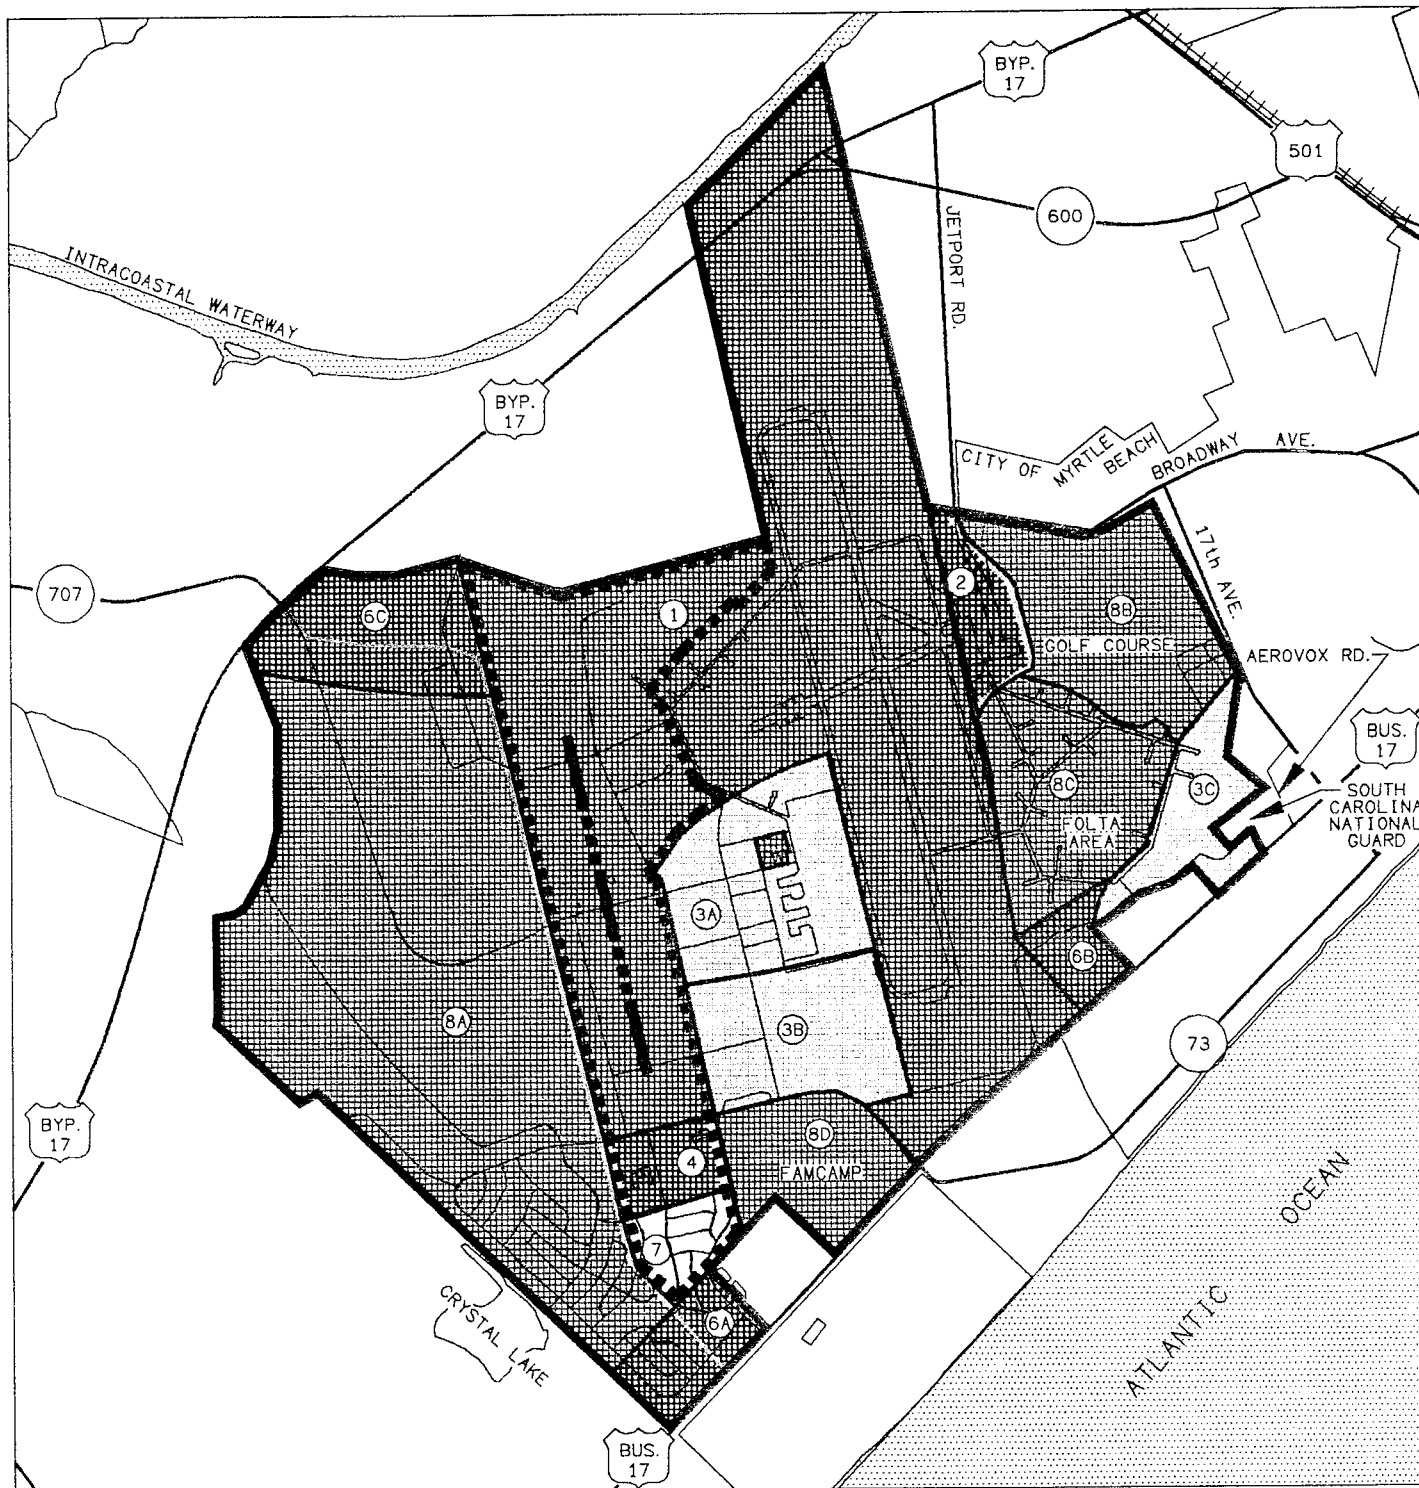 BYP.
17
501
600
JETPORT RD.
INTRACOASTAL WATERWAY
BYP.
17
CITY OF MYRTLE
BEACH
BROADWAY AVE.
17th AVE.
707
6C
1
2
8B
GOLF COURSE
AEROVOX RD.
BUS.
17
8C
FOLTA
AREA
3C
SOUTH
CAROLINA
NATIONAL
GUARD
3A
6B
8A
3B
73
BYP.
17
8D
FAMCAMP
4
7
6A
CRYSTAL LAKE
ATLANTIC OCEAN
BUS.
17